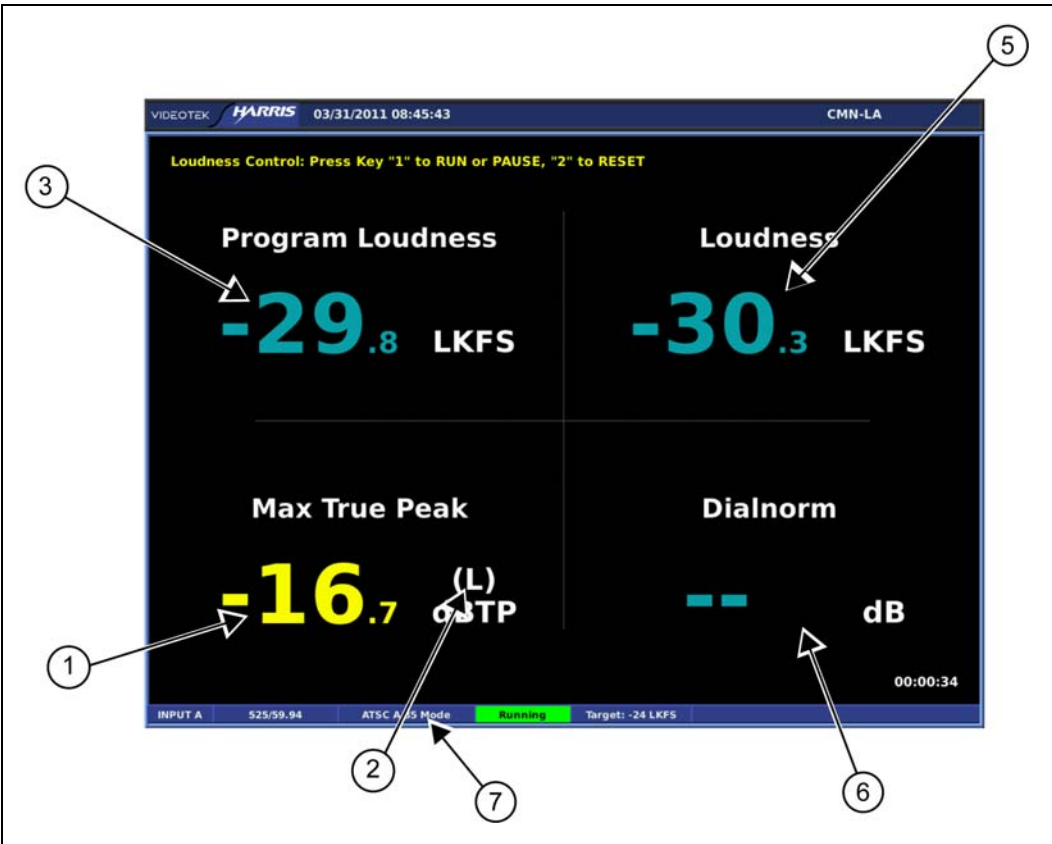 5
VIDEOTEK HARRIS 03/31/2011 08:45:43 CMN-LA
Loudness Control: Press Key "1" to RUN or PAUSE, "2" to RESET
3
Program Loudness
Loudness
-29.8 LKFS
-30.3 LKFS
Max True Peak
Dialnorm
-16.7 (L)
dBTP
-- dB
1
00:00:34
INPUT A 525/59.94 ATSC A/85 Mode Running Target: -24 LKFS
2
7
6